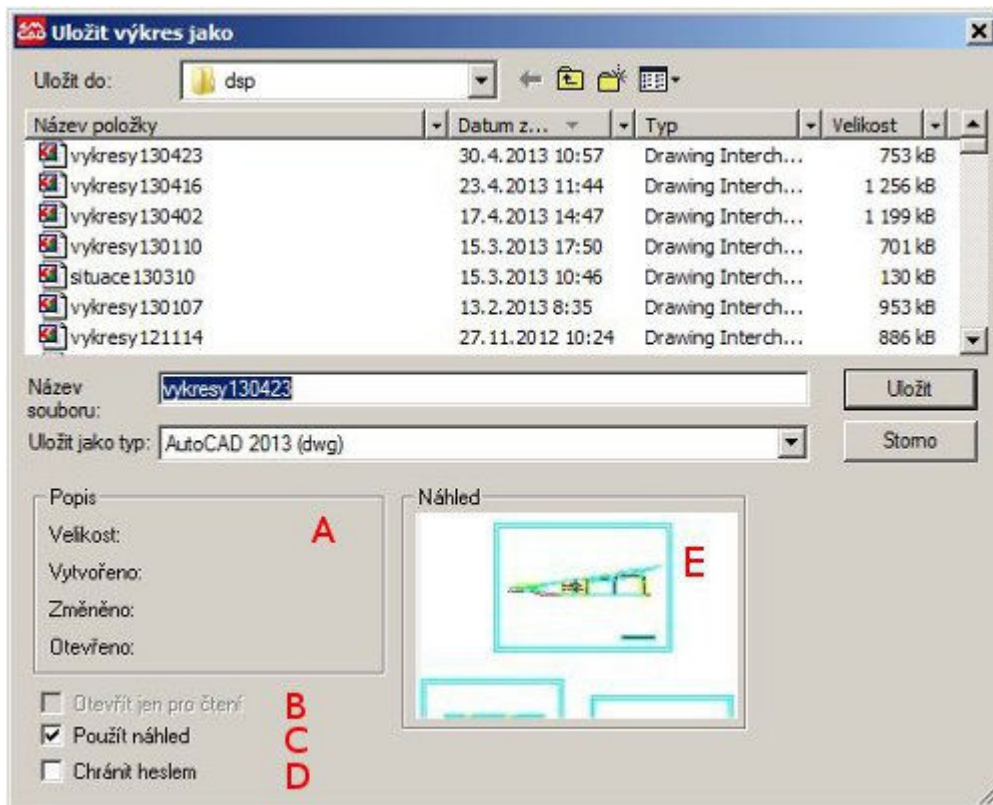 Uložit výkres jako
Uložit do: dsp
Název položky Datum z... Typ Velikost
vykresy130423 30.4.2013 10:57 Drawing Interch... 753 kB
vykresy130416 23.4.2013 11:44 Drawing Interch... 1 256 kB
vykresy130402 17.4.2013 14:47 Drawing Interch... 1 199 kB
vykresy130110 15.3.2013 17:50 Drawing Interch... 701 kB
situace130310 15.3.2013 10:46 Drawing Interch... 130 kB
vykresy130107 13.2.2013 8:35 Drawing Interch... 953 kB
vykresy121114 27.11.2012 10:24 Drawing Interch... 886 kB
Název souboru: vykresy130423 Uložit
Uložit jako typ: AutoCAD 2013 (dwg) Storno
Popis Náhled
Velikost: A E
Vytvořeno:
Změněno:
Otevřeno:
Otevřít jen pro čtení B
Použít náhled C
Chránit heslem D